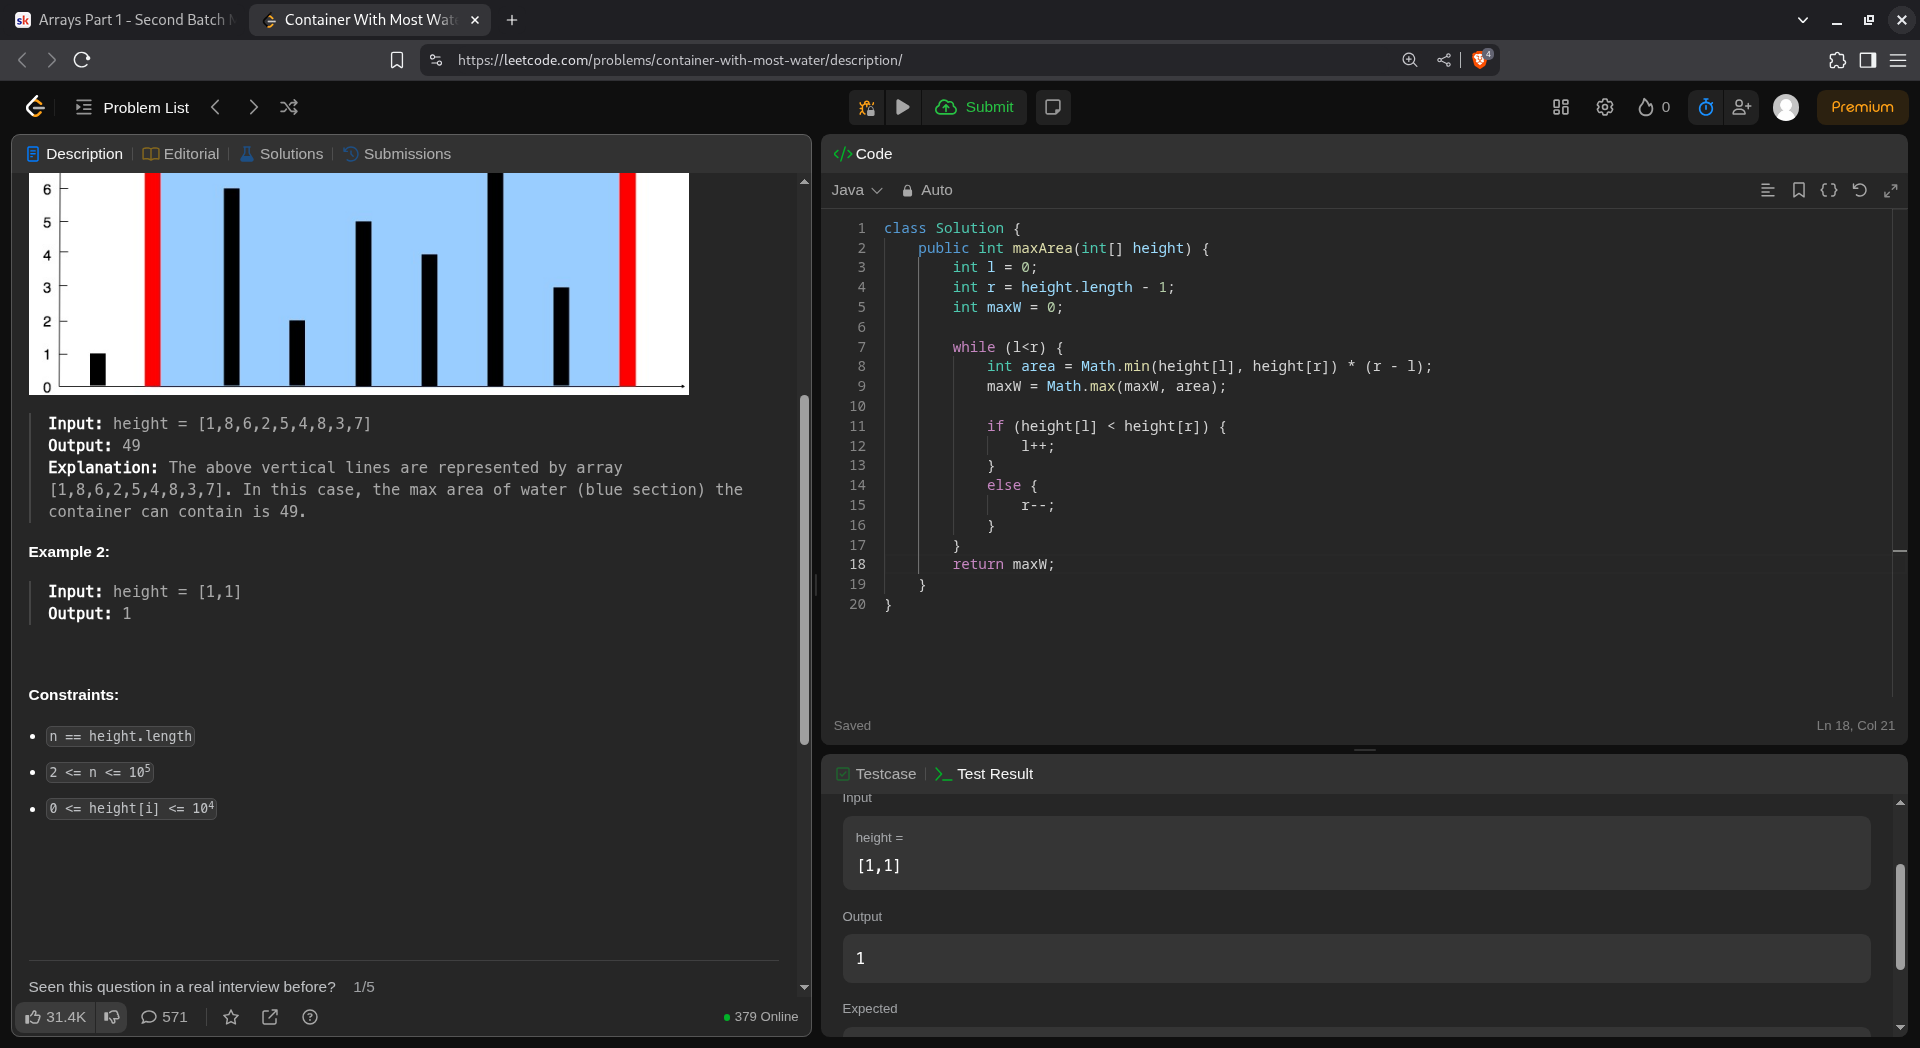 sk Arrays Part 1 - Second Batch
Container With Most Wat
https://leetcode.com/problems/container-with-most-water/description/
4
Problem List
Submit
0
Premium
Description
Editorial
Solutions
Submissions
6
5
4
3
2
1
0
Input: height = [1,8,6,2,5,4,8,3,7]
Output: 49
Explanation: The above vertical lines are represented by array
[1,8,6,2,5,4,8,3,7]. In this case, the max area of water (blue section) the
container can contain is 49.
Example 2:
Input: height = [1,1]
Output: 1
Constraints:
n == height.length
2 <= n <= 10⁵
0 <= height[i] <= 10⁴
Seen this question in a real interview before? 1/5
31.4K
571
379 Online
</> Code
Java
Auto
1 class Solution {
2 public int maxArea(int[] height) {
3 int l = 0;
4 int r = height.length - 1;
5 int maxW = 0;
6
7 while (l<r) {
8 int area = Math.min(height[l], height[r]) * (r - l);
9 maxW = Math.max(maxW, area);
10
11 if (height[l] < height[r]) {
12 l++;
13 }
14 else {
15 r--;
16 }
17 }
18 return maxW;
19 }
20 }
Saved
Ln 18, Col 21
Testcase
Test Result
Input
height =
[1,1]
Output
1
Expected